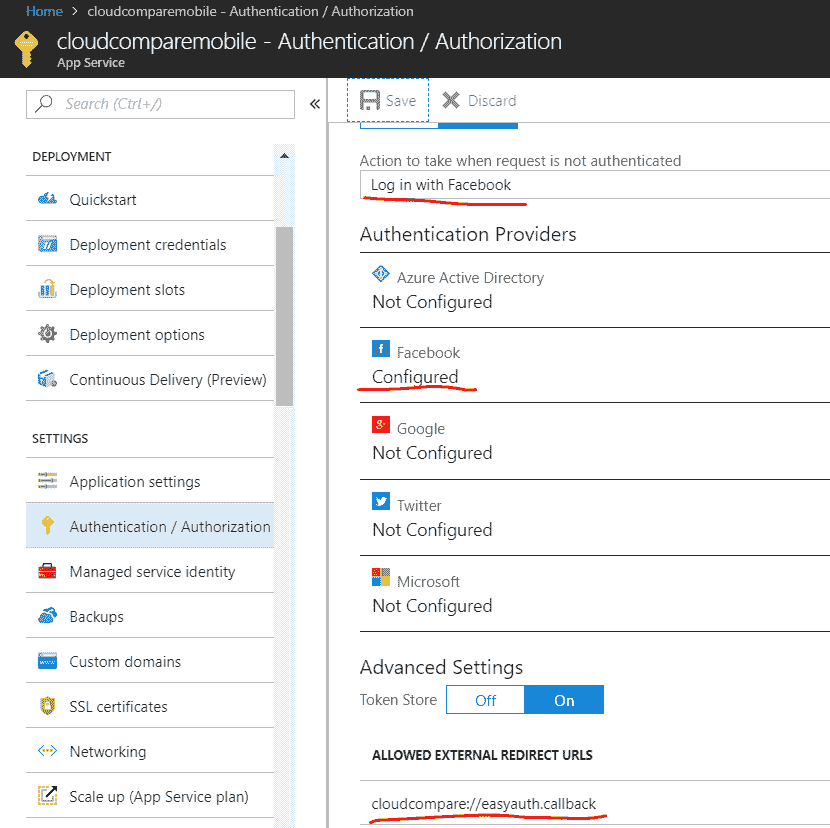 Home > cloudcomparemobile - Authentication / Authorization
cloudcomparemobile - Authentication / Authorization
App Service
Search (Ctrl+/)
«
DEPLOYMENT
Quickstart
Deployment credentials
Deployment slots
Deployment options
Continuous Delivery (Preview)
SETTINGS
Application settings
Authentication / Authorization
Managed service identity
Backups
Custom domains
SSL certificates
Networking
Scale up (App Service plan)
Save
Discard
Action to take when request is not authenticated
Log in with Facebook
Authentication Providers
Azure Active Directory
Not Configured
Facebook
Configured
Google
Not Configured
Twitter
Not Configured
Microsoft
Not Configured
Advanced Settings
Token Store
Off
On
ALLOWED EXTERNAL REDIRECT URLS
cloudcompare://easyauth.callback